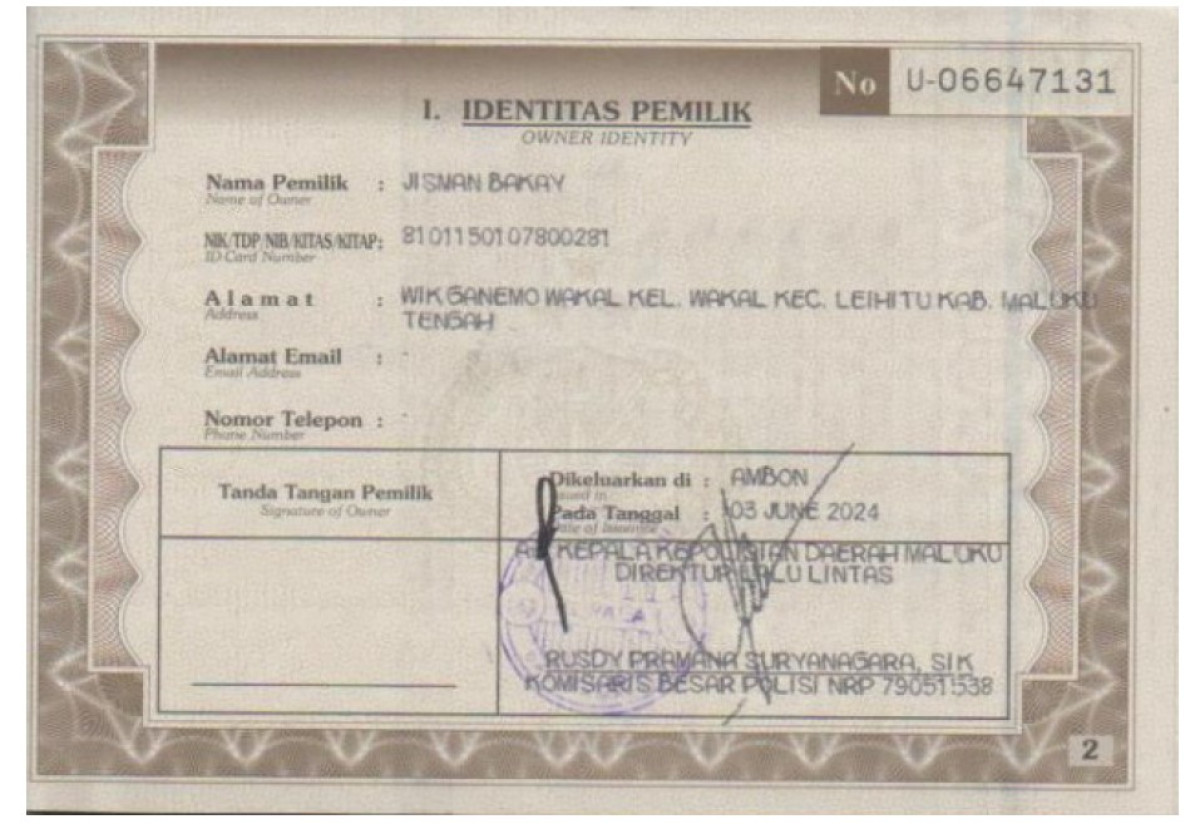 No U-06647131
I. IDENTITAS PEMILIK
OWNER IDENTITY
Nama Pemilik : JISMAN BAKAY
Name of Owner
NIK/TDP/NIB/KITAS/KITAP: 8101150107800281
ID Card Number
Alamat : WIK GANEMO WAKAL KEL. WAKAL KEC. LEIHITU KAB. MALUKU
Address
TENGAH
Alamat Email : -
Email Address
Nomor Telepon : -
Phone Number
Tanda Tangan Pemilik
Signature of Owner
Dikeluarkan di : AMBON
Issued in
Pada Tanggal : 03 JUNE 2024
Date of Issuance
KEPALA KEPOLISIAN DAERAH MALUKU
DIREKTUR LALU LINTAS
RUSDY PRAMANA SURYANAGARA, SIK
KOMISARIS BESAR POLISI NRP 79051538
2